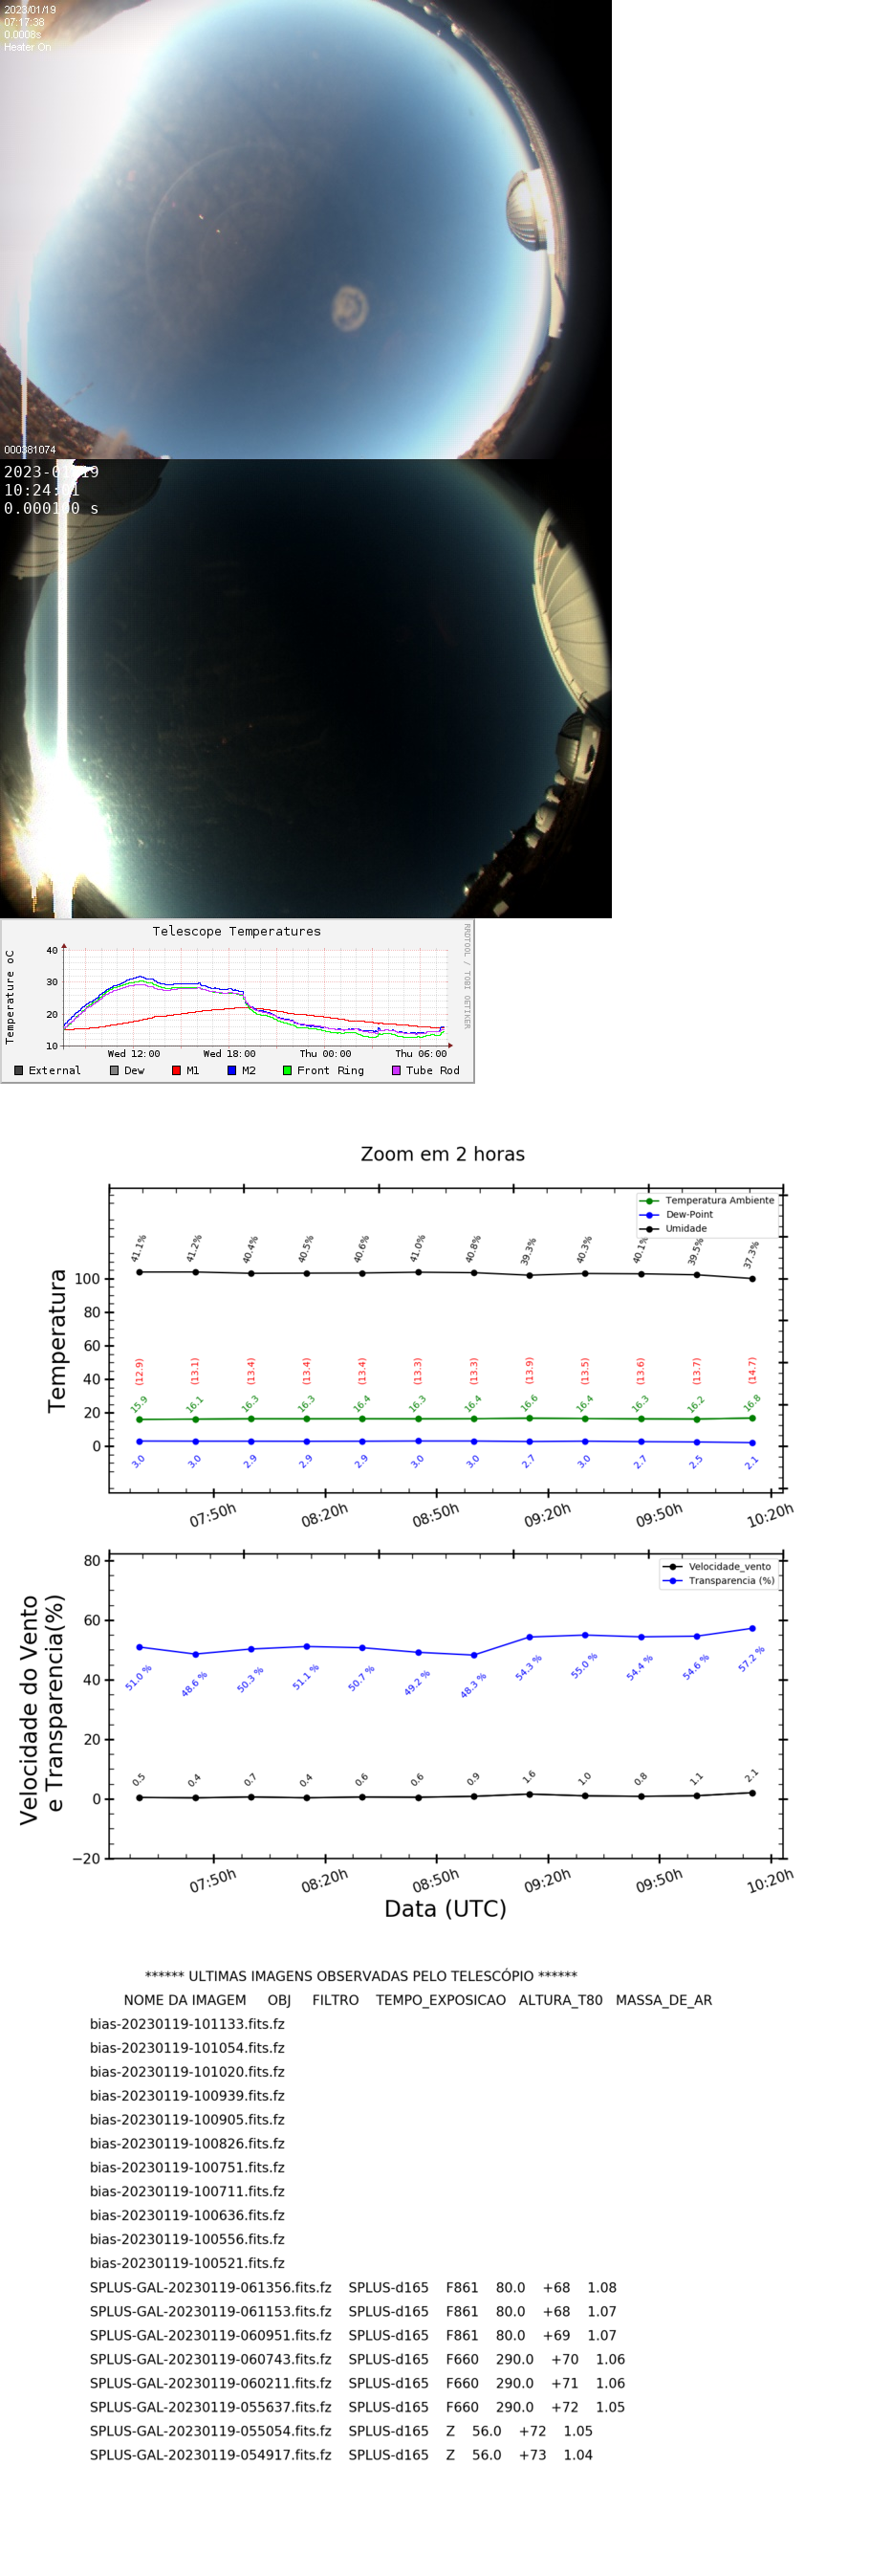 2023/01/19
07:17:38
0.0008s
Heater On
000381074
2023-01-19
10:24:01
0.000100 s
Telescope Temperatures
RRDTOOL / TOBI OETIKER
Temperature oC
40
30
20
10
Wed 12:00 Wed 18:00 Thu 00:00 Thu 06:00
External Dew M1 M2 Front Ring Tube Rod
Zoom em 2 horas
Temperatura Ambiente
Dew-Point
Umidade
41.1% 41.2% 40.4% 40.5% 40.6% 41.0% 40.8% 39.3% 40.3% 40.1% 39.5% 37.3%
Temperatura
100
80
60
40
20
0
(12.9) (13.1) (13.4) (13.4) (13.4) (13.3) (13.3) (13.9) (13.5) (13.6) (13.7) (14.7)
15.9 16.1 16.3 16.3 16.4 16.3 16.4 16.6 16.4 16.3 16.2 16.8
3.0 3.0 2.9 2.9 2.9 3.0 3.0 2.7 3.0 2.7 2.5 2.1
07:50h 08:20h 08:50h 09:20h 09:50h 10:20h
Velocidade_vento
Transparencia (%)
Velocidade do Vento
e Transparencia(%)
80
60
40
20
0
−20
51.0 % 48.6 % 50.3 % 51.1 % 50.7 % 49.2 % 48.3 % 54.3 % 55.0 % 54.4 % 54.6 % 57.2 %
0.5 0.4 0.7 0.4 0.6 0.6 0.9 1.6 1.0 0.8 1.1 2.1
07:50h 08:20h 08:50h 09:20h 09:50h 10:20h
Data (UTC)
****** ULTIMAS IMAGENS OBSERVADAS PELO TELESCÓPIO ******
NOME DA IMAGEM OBJ FILTRO TEMPO_EXPOSICAO ALTURA_T80 MASSA_DE_AR
bias-20230119-101133.fits.fz
bias-20230119-101054.fits.fz
bias-20230119-101020.fits.fz
bias-20230119-100939.fits.fz
bias-20230119-100905.fits.fz
bias-20230119-100826.fits.fz
bias-20230119-100751.fits.fz
bias-20230119-100711.fits.fz
bias-20230119-100636.fits.fz
bias-20230119-100556.fits.fz
bias-20230119-100521.fits.fz
SPLUS-GAL-20230119-061356.fits.fz SPLUS-d165 F861 80.0 +68 1.08
SPLUS-GAL-20230119-061153.fits.fz SPLUS-d165 F861 80.0 +68 1.07
SPLUS-GAL-20230119-060951.fits.fz SPLUS-d165 F861 80.0 +69 1.07
SPLUS-GAL-20230119-060743.fits.fz SPLUS-d165 F660 290.0 +70 1.06
SPLUS-GAL-20230119-060211.fits.fz SPLUS-d165 F660 290.0 +71 1.06
SPLUS-GAL-20230119-055637.fits.fz SPLUS-d165 F660 290.0 +72 1.05
SPLUS-GAL-20230119-055054.fits.fz SPLUS-d165 Z 56.0 +72 1.05
SPLUS-GAL-20230119-054917.fits.fz SPLUS-d165 Z 56.0 +73 1.04